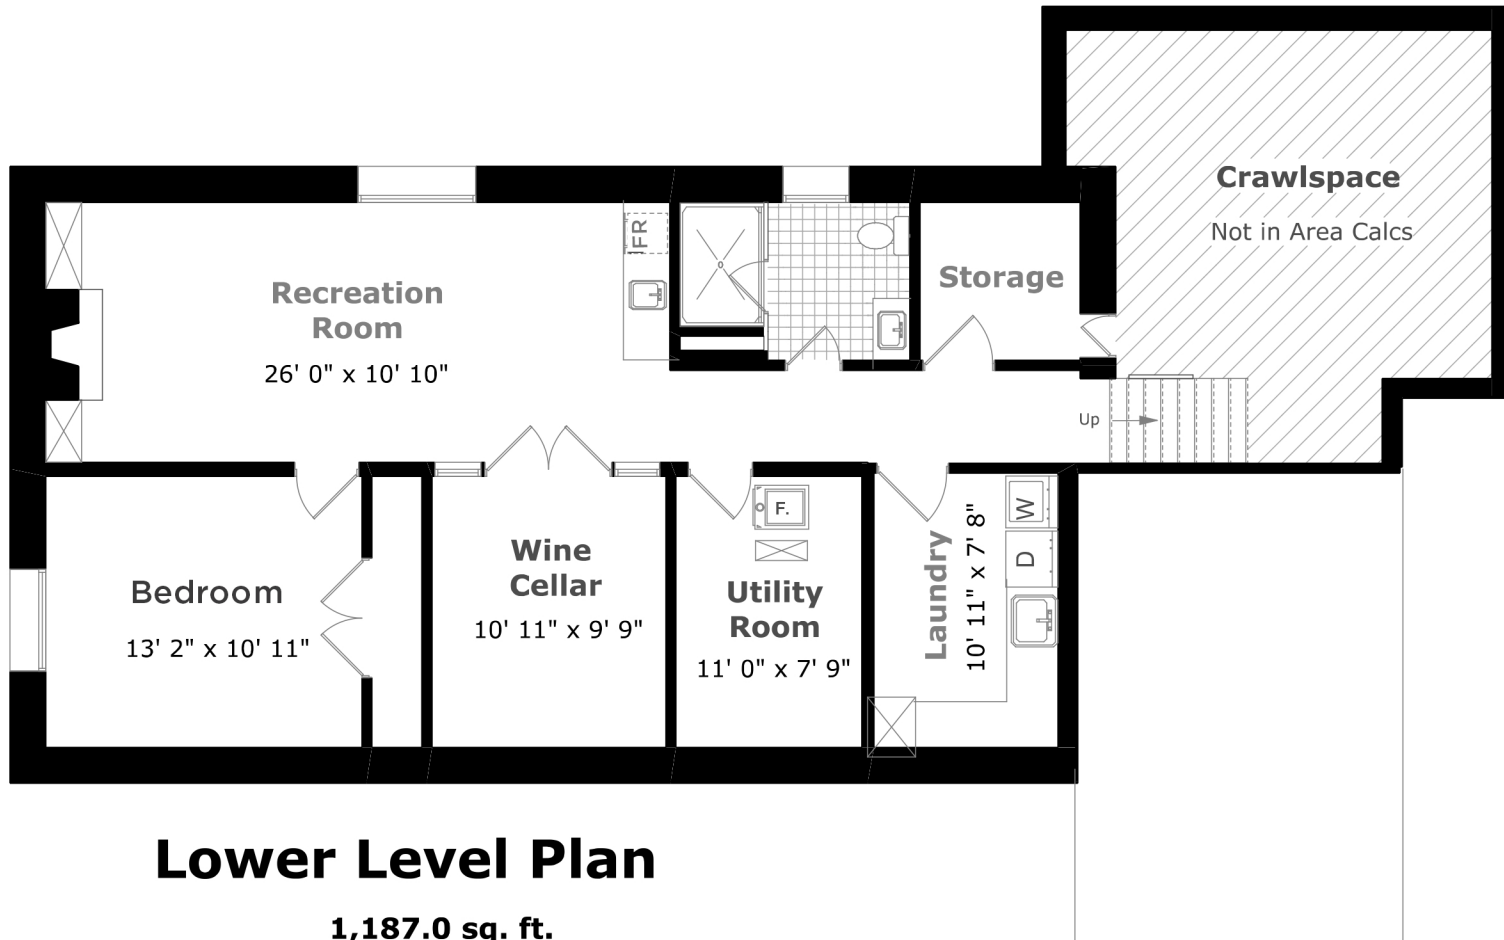 Crawlspace
Not in Area Calcs
FR
Storage
Recreation
Room
26' 0" x 10' 10"
Up
F.
W
D
Wine
Cellar
10' 11" x 9' 9"
Utility
Room
11' 0" x 7' 9"
Laundry
10' 11" x 7' 8"
Bedroom
13' 2" x 10' 11"
Lower Level Plan
1,187.0 sq. ft.